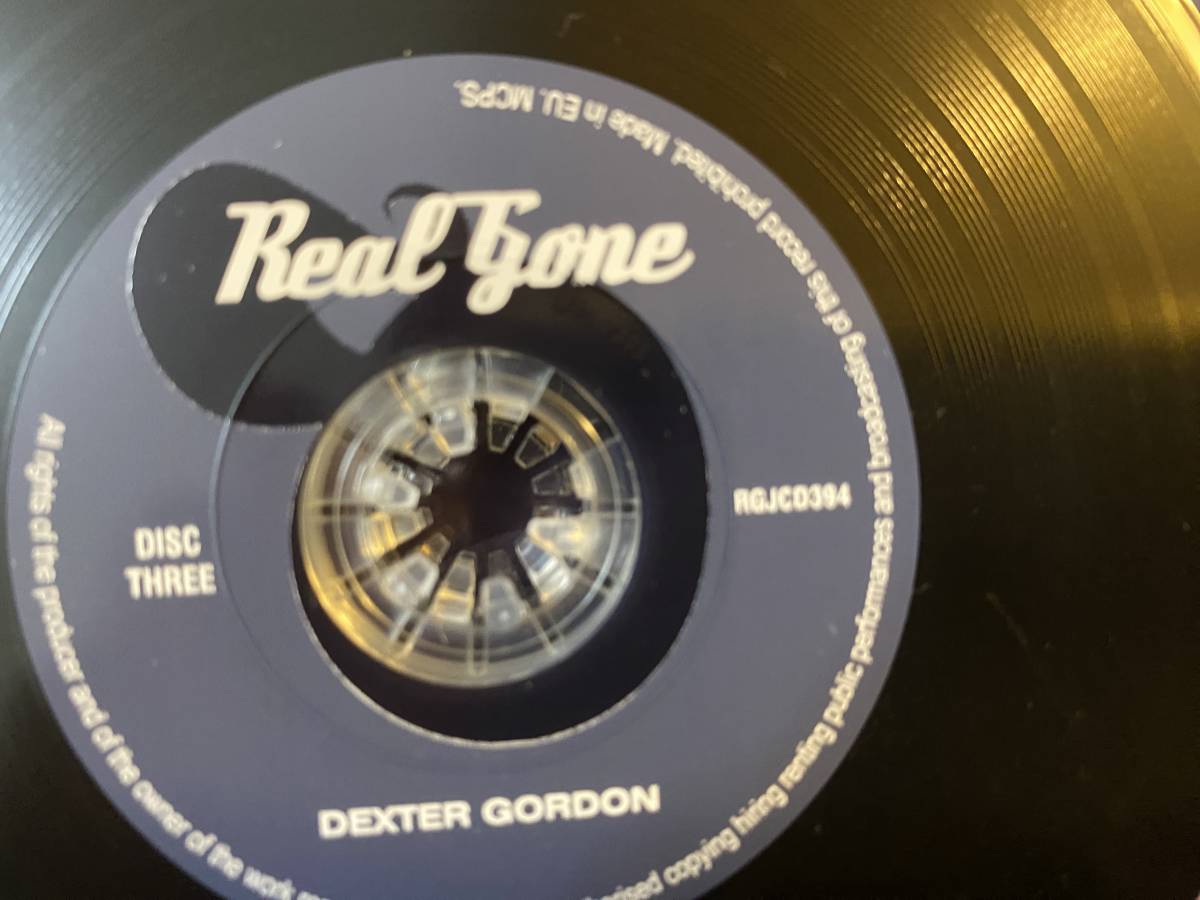 Real Gone
DISC
THREE
RGJCD394
DEXTER GORDON
All rights of the producer and of the owner of the work
copying hiring renting public performances and broadcasting of this record prohibited. Made in EU. MCPS.